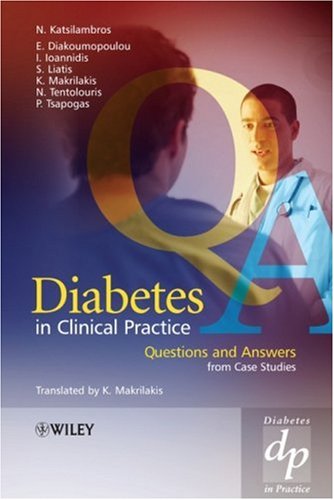 N. Katsilambros
E. Diakoumopoulou
I. Ioannidis
S. Liatis
K. Makrilakis
N. Tentolouris
P. Tsapogas
Q
A
Diabetes
in Clinical Practice
Questions and Answers
from Case Studies
Translated by K. Makrilakis
WILEY
Diabetes
dp
in Practice